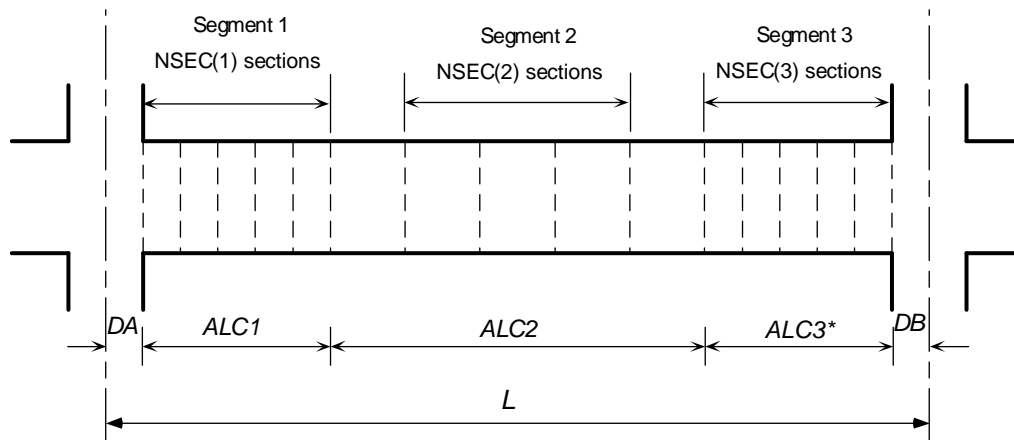 Segment 1
NSEC(1) sections
Segment 2
NSEC(2) sections
Segment 3
NSEC(3) sections
DA
ALC1
ALC2
ALC3*
DB
L